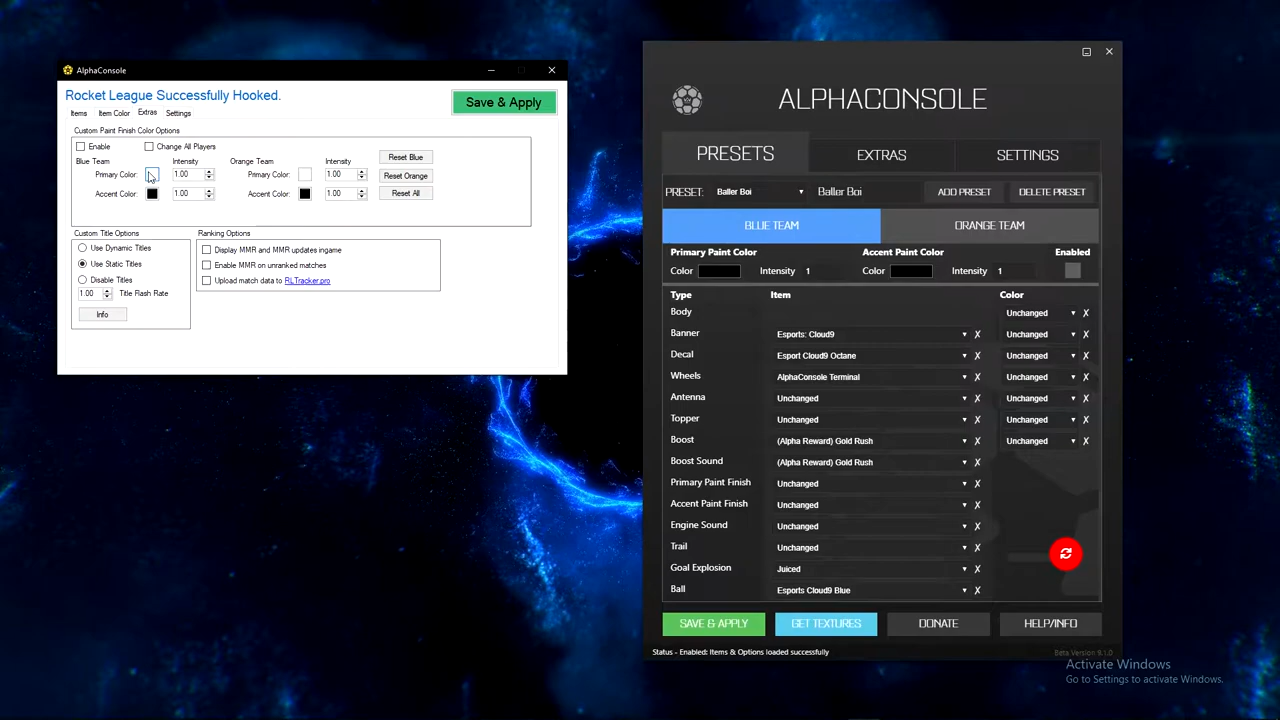 AlphaConsole
Rocket League Successfully Hooked.
Save & Apply
Items Item Color Extras Settings
Custom Paint Finish Color Options
Enable Change All Players
Blue Team Intensity Orange Team Intensity Reset Blue
Primary Color: 1.00 Primary Color: 1.00 Reset Orange
Accent Color: 1.00 Accent Color: 1.00 Reset All
Custom Title Options
Use Dynamic Titles
Use Static Titles
Disable Titles
1.00 Title Flash Rate
Info
Ranking Options
Display MMR and MMR updates ingame
Enable MMR on unranked matches
Upload match data to RLTracker.pro
ALPHACONSOLE
PRESETS EXTRAS SETTINGS
PRESET: Baller Boi Baller Boi ADD PRESET DELETE PRESET
BLUE TEAM ORANGE TEAM
Primary Paint Color Accent Paint Color Enabled
Color Intensity 1 Color Intensity 1
Type Item Color
Body Unchanged X
Banner Esports: Cloud9 X Unchanged X
Decal Esport Cloud9 Octane X Unchanged X
Wheels AlphaConsole Terminal X Unchanged X
Antenna Unchanged X Unchanged X
Topper Unchanged X Unchanged X
Boost (Alpha Reward) Gold Rush X Unchanged X
Boost Sound (Alpha Reward) Gold Rush X
Primary Paint Finish Unchanged X
Accent Paint Finish Unchanged X
Engine Sound Unchanged X
Trail Unchanged X
Goal Explosion Juiced X
Ball Esports Cloud9 Blue X
SAVE & APPLY GET TEXTURES DONATE HELP/INFO
Status - Enabled: Items & Options loaded successfully Beta Version 9.1.0
Activate Windows
Go to Settings to activate Windows.